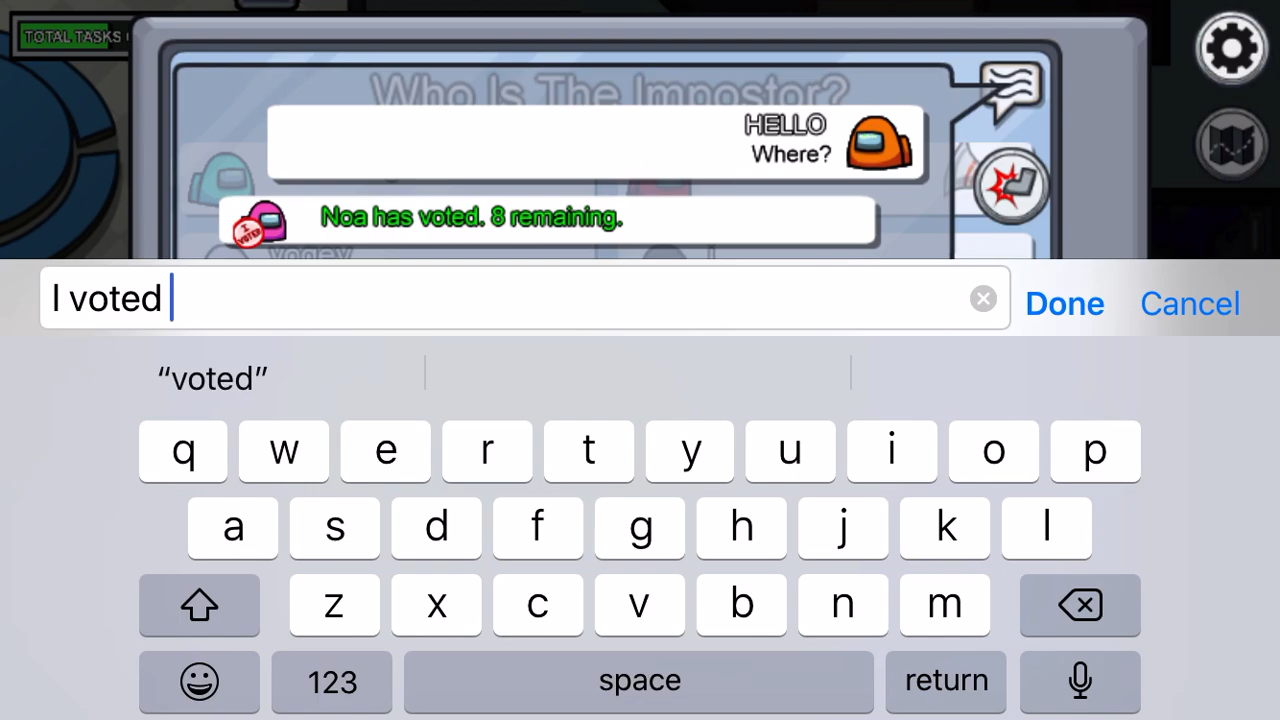 TOTAL TASKS
Who Is The Impostor?
HELLO
Where?
I VOTED
Noa has voted. 8 remaining.
I voted
Done
Cancel
“voted”
q w e r t y u i o p
a s d f g h j k l
z x c v b n m
123
space
return